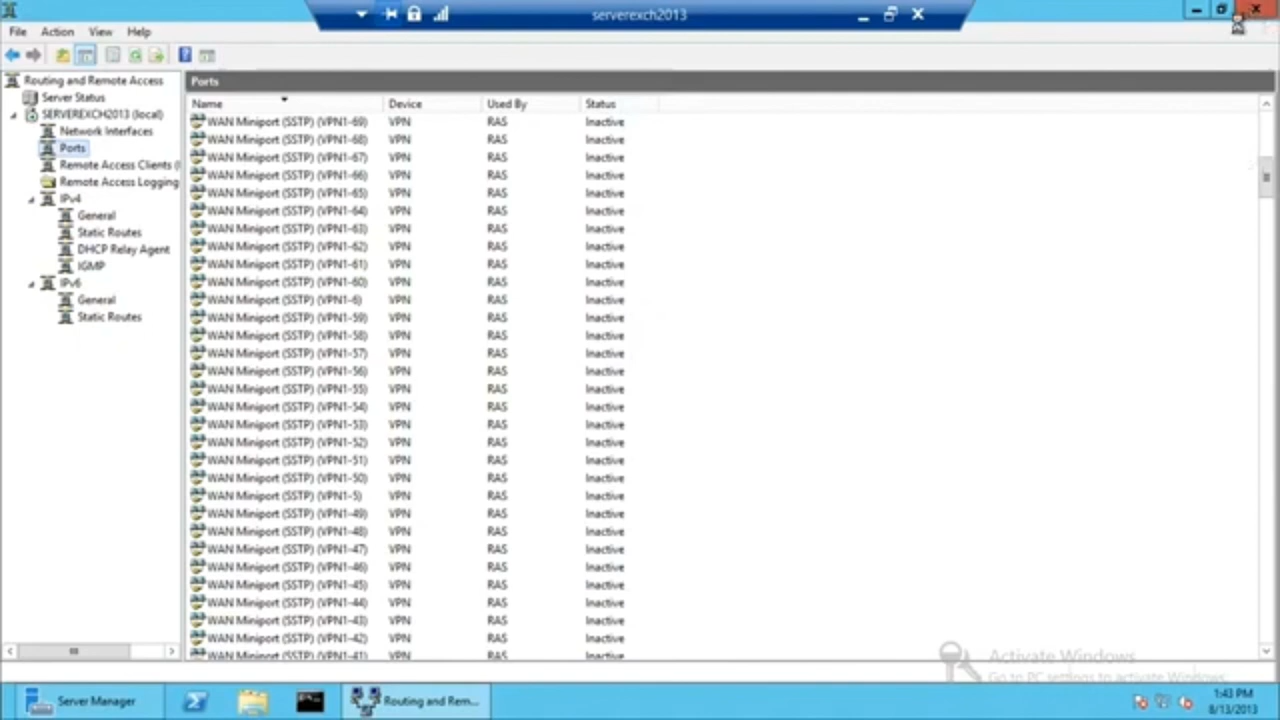 serverexch2013
File Action View Help
Routing and Remote Access
Server Status
SERVEREXCH2013 (local)
Network Interfaces
Ports
Remote Access Clients (
Remote Access Logging
IPv4
General
Static Routes
DHCP Relay Agent
IGMP
IPv6
General
Static Routes
Ports
Name Device Used By Status
WAN Miniport (SSTP) (VPN1-69) VPN RAS Inactive
WAN Miniport (SSTP) (VPN1-68) VPN RAS Inactive
WAN Miniport (SSTP) (VPN1-67) VPN RAS Inactive
WAN Miniport (SSTP) (VPN1-66) VPN RAS Inactive
WAN Miniport (SSTP) (VPN1-65) VPN RAS Inactive
WAN Miniport (SSTP) (VPN1-64) VPN RAS Inactive
WAN Miniport (SSTP) (VPN1-63) VPN RAS Inactive
WAN Miniport (SSTP) (VPN1-62) VPN RAS Inactive
WAN Miniport (SSTP) (VPN1-61) VPN RAS Inactive
WAN Miniport (SSTP) (VPN1-60) VPN RAS Inactive
WAN Miniport (SSTP) (VPN1-6) VPN RAS Inactive
WAN Miniport (SSTP) (VPN1-59) VPN RAS Inactive
WAN Miniport (SSTP) (VPN1-58) VPN RAS Inactive
WAN Miniport (SSTP) (VPN1-57) VPN RAS Inactive
WAN Miniport (SSTP) (VPN1-56) VPN RAS Inactive
WAN Miniport (SSTP) (VPN1-55) VPN RAS Inactive
WAN Miniport (SSTP) (VPN1-54) VPN RAS Inactive
WAN Miniport (SSTP) (VPN1-53) VPN RAS Inactive
WAN Miniport (SSTP) (VPN1-52) VPN RAS Inactive
WAN Miniport (SSTP) (VPN1-51) VPN RAS Inactive
WAN Miniport (SSTP) (VPN1-50) VPN RAS Inactive
WAN Miniport (SSTP) (VPN1-5) VPN RAS Inactive
WAN Miniport (SSTP) (VPN1-49) VPN RAS Inactive
WAN Miniport (SSTP) (VPN1-48) VPN RAS Inactive
WAN Miniport (SSTP) (VPN1-47) VPN RAS Inactive
WAN Miniport (SSTP) (VPN1-46) VPN RAS Inactive
WAN Miniport (SSTP) (VPN1-45) VPN RAS Inactive
WAN Miniport (SSTP) (VPN1-44) VPN RAS Inactive
WAN Miniport (SSTP) (VPN1-43) VPN RAS Inactive
WAN Miniport (SSTP) (VPN1-42) VPN RAS Inactive
WAN Miniport (SSTP) (VPN1-41) VPN RAS Inactive
Activate Windows
Go to PC settings to activate Windows.
Server Manager
Routing and Rem...
1:43 PM
8/13/2013